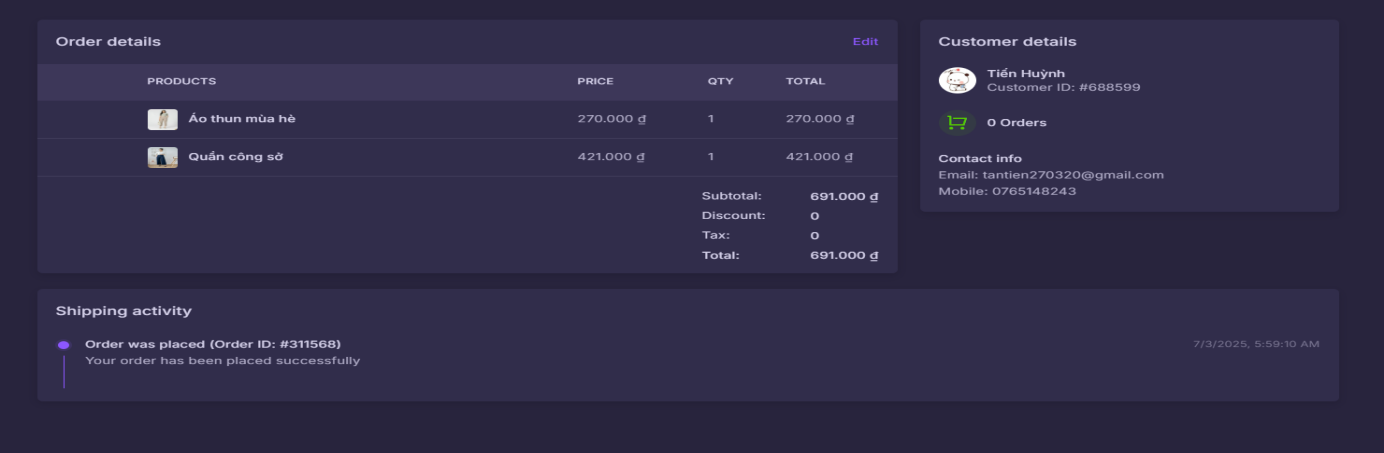 Order details
Edit
PRODUCTS PRICE QTY TOTAL
Áo thun mùa hè 270.000 ₫ 1 270.000 ₫
Quần công sở 421.000 ₫ 1 421.000 ₫
Subtotal: 691.000 ₫
Discount: 0
Tax: 0
Total: 691.000 ₫
Customer details
Tiến Huỳnh
Customer ID: #688599
0 Orders
Contact info
Email: tantien270320@gmail.com
Mobile: 0765148243
Shipping activity
Order was placed (Order ID: #311568) 7/3/2025, 5:59:10 AM
Your order has been placed successfully